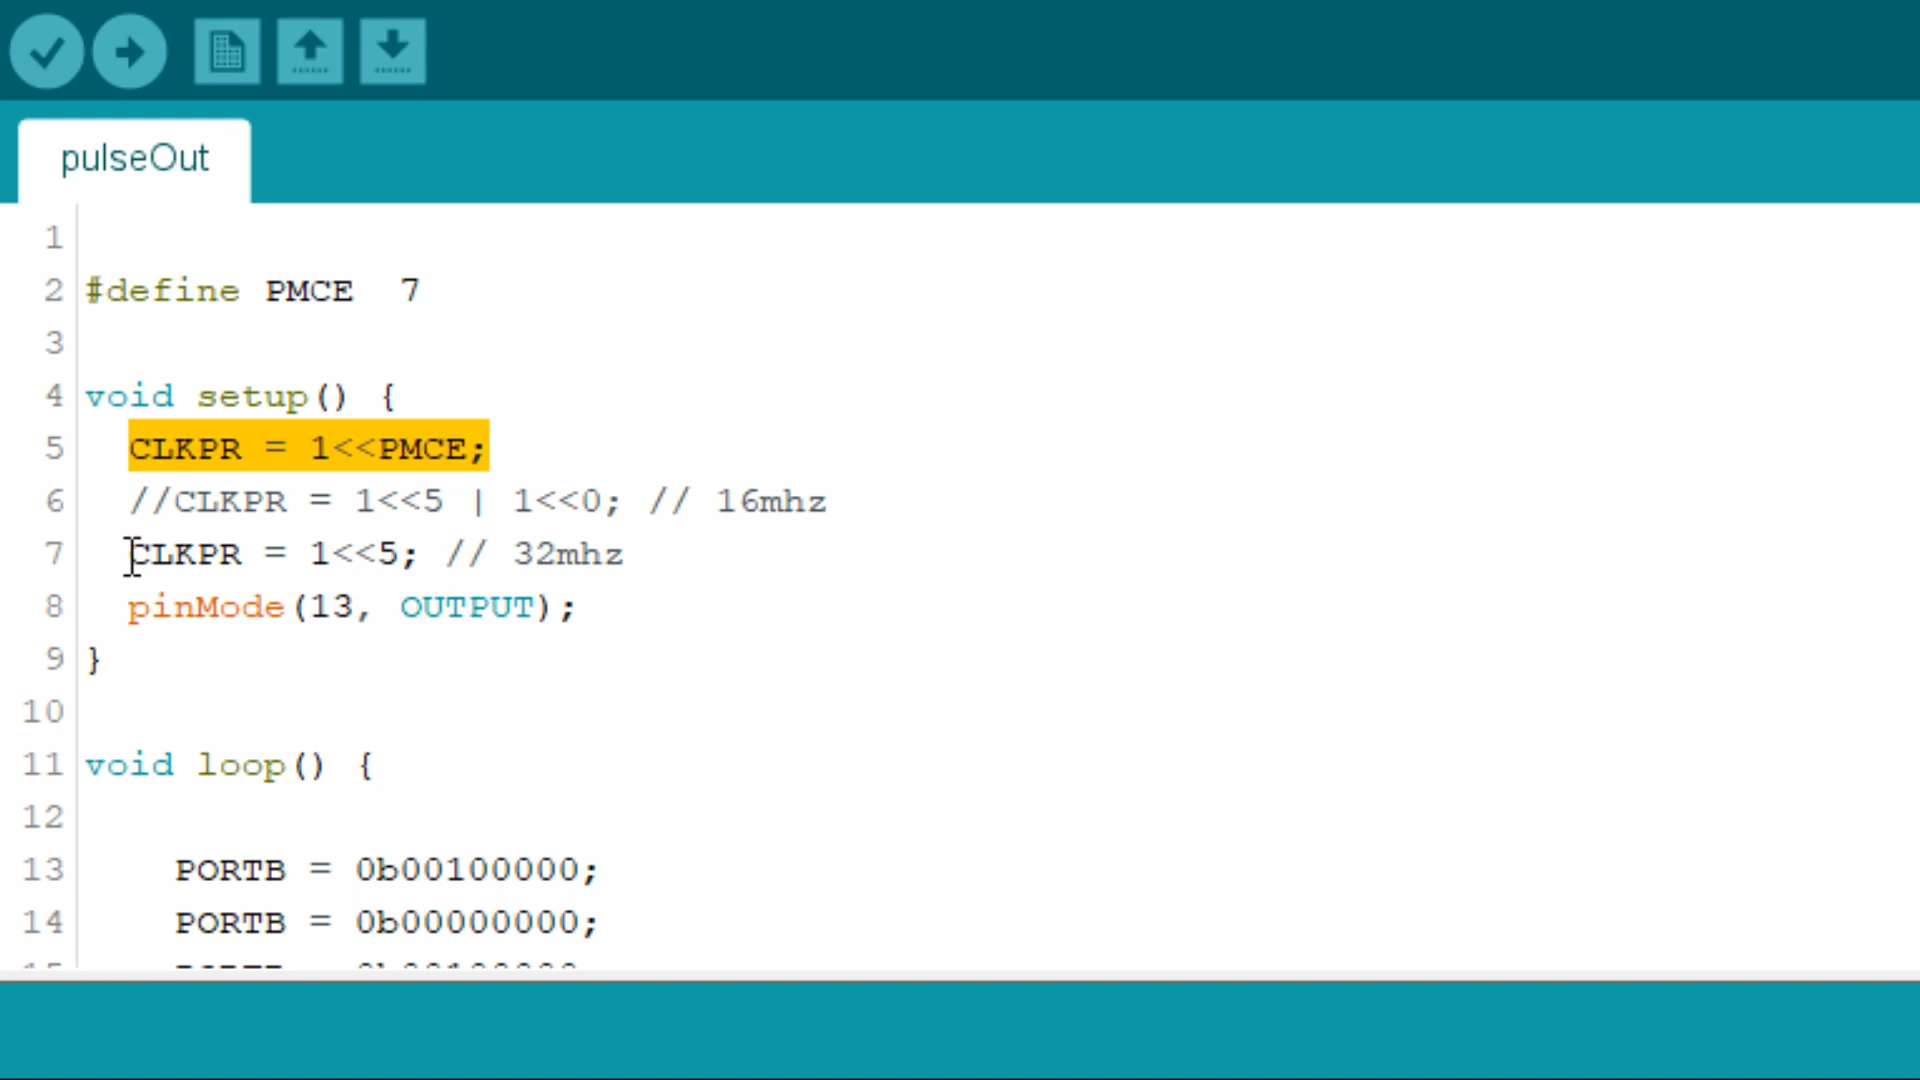 pulseOut
1
2 #define PMCE  7
3
4 void setup() {
5   CLKPR = 1<<PMCE;
6   //CLKPR = 1<<5 | 1<<0; // 16mhz
7   CLKPR = 1<<5; // 32mhz
8   pinMode(13, OUTPUT);
9 }
10
11 void loop() {
12
13     PORTB = 0b00100000;
14     PORTB = 0b00000000;